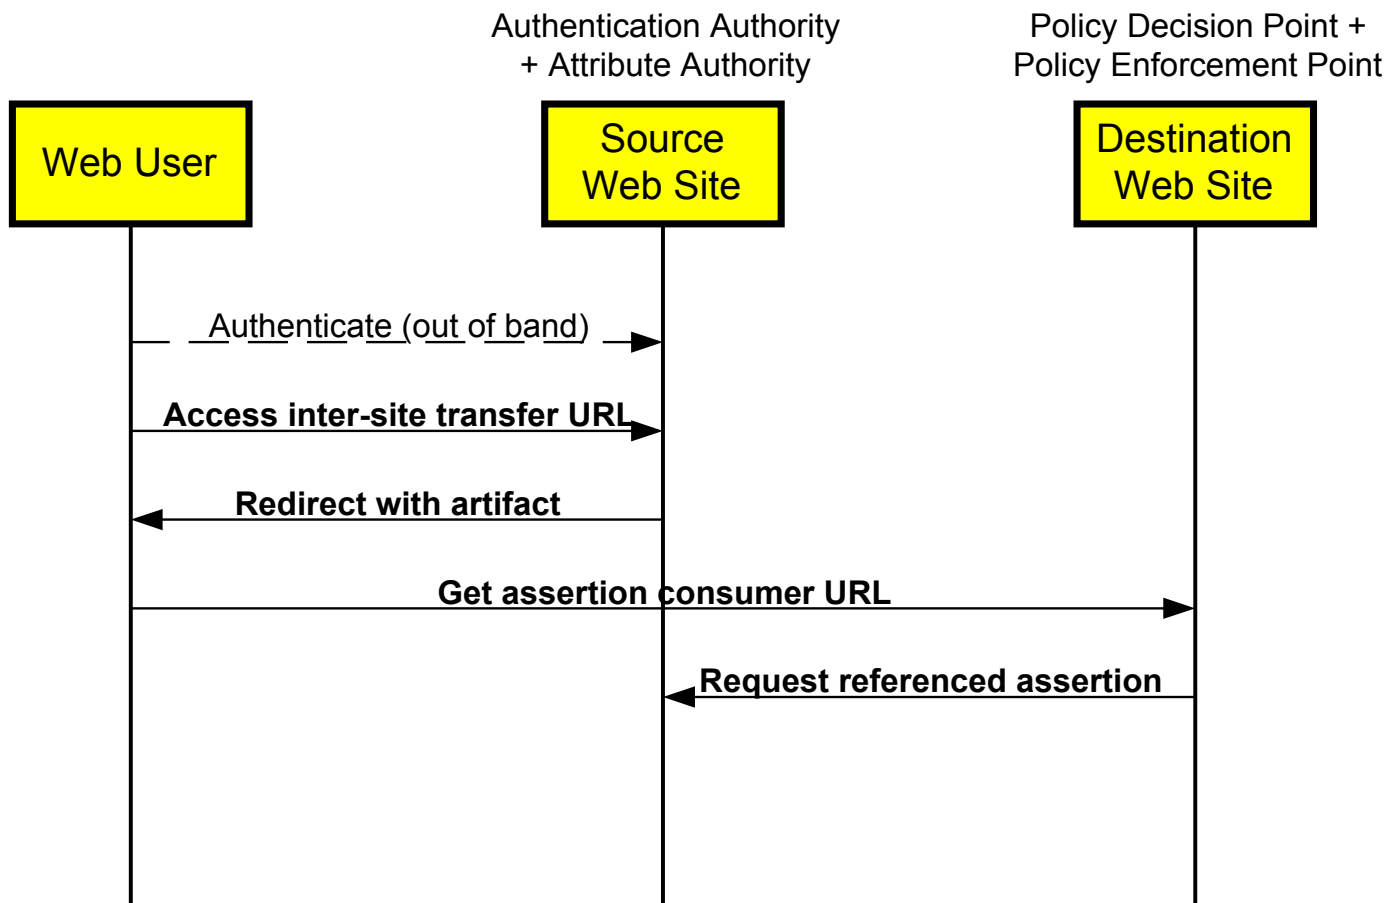 Authentication Authority
+ Attribute Authority
Policy Decision Point +
Policy Enforcement Point
Web User
Source
Web Site
Destination
Web Site
Authenticate (out of band)
Access inter-site transfer URL
Redirect with artifact
Get assertion consumer URL
Request referenced assertion